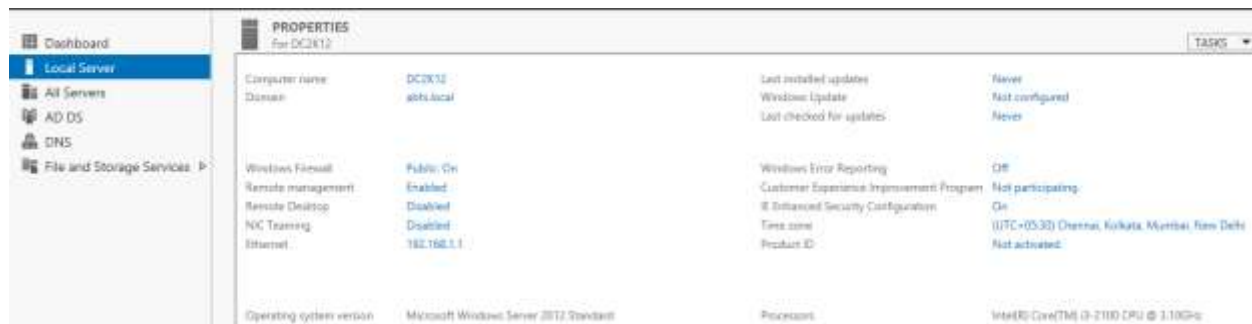 PROPERTIES
For DC2K12
TASKS
Dashboard
Local Server
All Servers
AD DS
DNS
File and Storage Services
Computer name DC2K12 Last installed updates Never
Domain abhi.local Windows Update Not configured
Last checked for updates Never
Windows Firewall Public: On Windows Error Reporting Off
Remote management Enabled Customer Experience Improvement Program Not participating
Remote Desktop Disabled IE Enhanced Security Configuration On
NIC Teaming Disabled Time zone (UTC+05:30) Chennai, Kolkata, Mumbai, New Delhi
Ethernet 192.168.1.1 Product ID Not activated
Operating system version Microsoft Windows Server 2012 Standard Processors Intel(R) Core(TM) i3-2100 CPU @ 3.10GHz